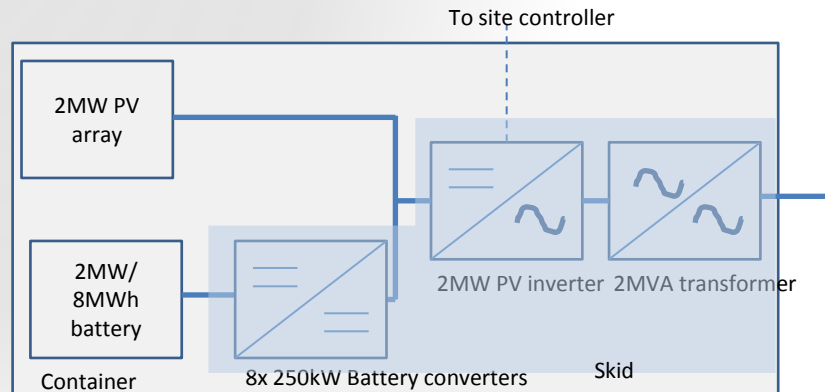 To site controller
2MW PV
array
2MW/
8MWh
battery
2MW PV inverter
2MVA transformer
8x 250kW Battery converters
Skid
Container